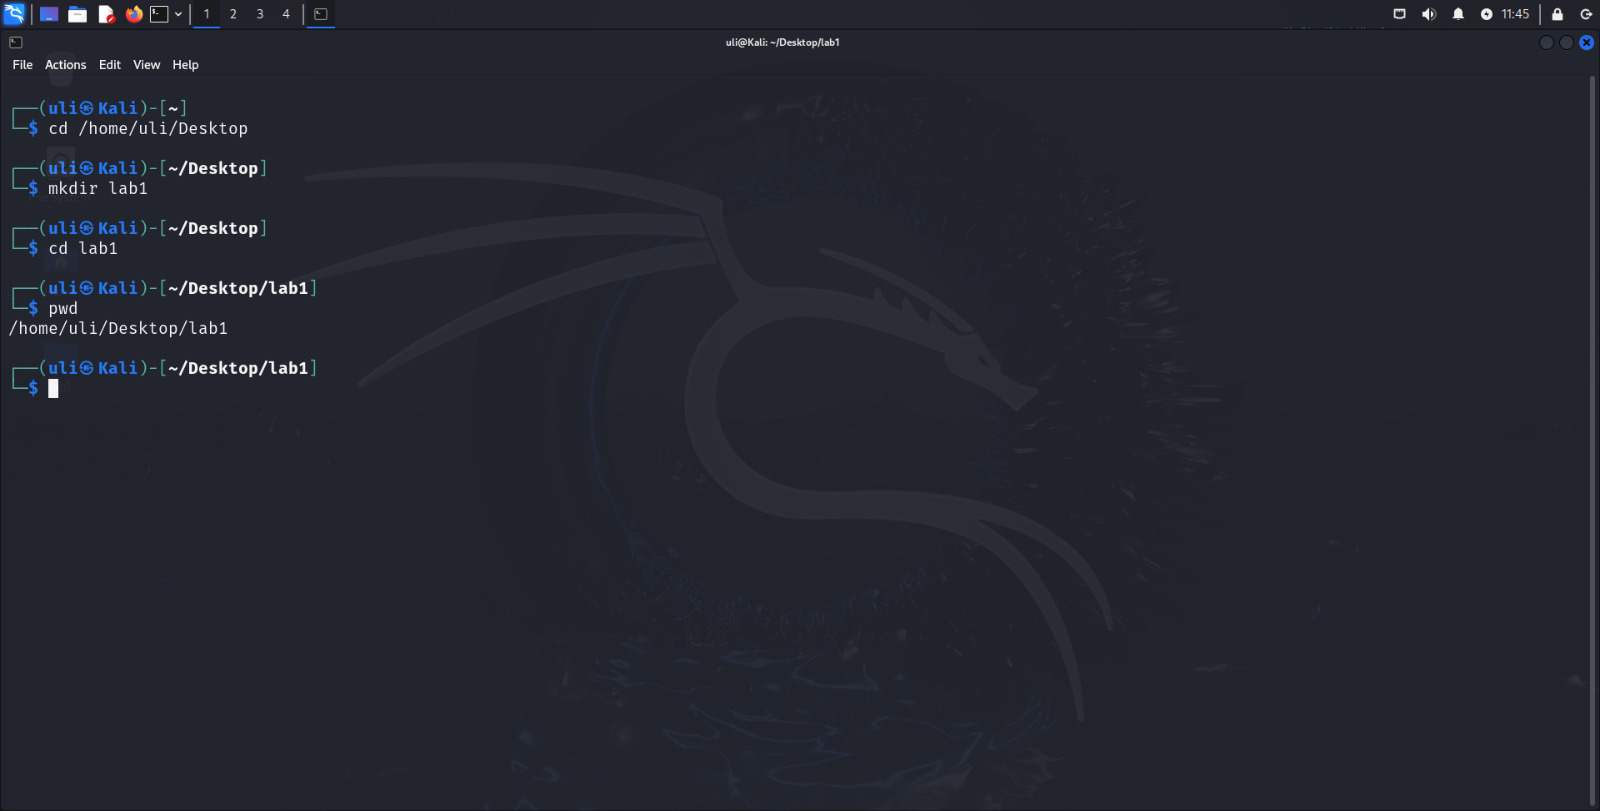 1 2 3 4 11:45
uli@Kali: ~/Desktop/lab1
File Actions Edit View Help
┌──(uli㉿Kali)-[~]
└─$ cd /home/uli/Desktop
┌──(uli㉿Kali)-[~/Desktop]
└─$ mkdir lab1
┌──(uli㉿Kali)-[~/Desktop]
└─$ cd lab1
┌──(uli㉿Kali)-[~/Desktop/lab1]
└─$ pwd
/home/uli/Desktop/lab1
┌──(uli㉿Kali)-[~/Desktop/lab1]
└─$